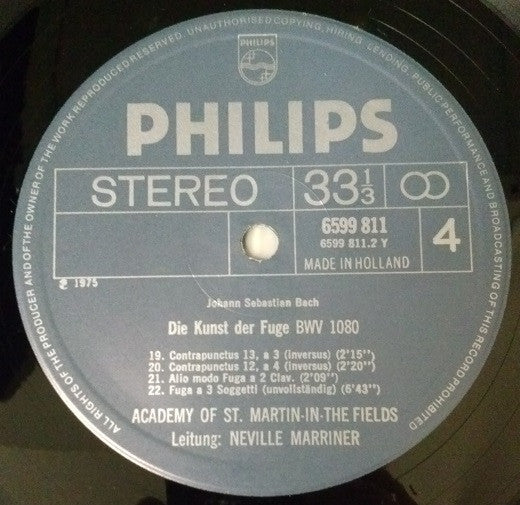 ALL RIGHTS OF THE PRODUCER AND OF THE OWNER OF THE WORK REPRODUCED RESERVED. UNAUTHORISED COPYING, HIRING, LENDING, PUBLIC PERFORMANCE AND BROADCASTING OF THIS RECORD PROHIBITED
PHILIPS
PHILIPS
STEREO 33 1/3
6599 811
6599 811.2 Y
4
MADE IN HOLLAND
℗ 1975
Johann Sebastian Bach
Die Kunst der Fuge BWV 1080
19. Contrapunctus 13, a 3 (inversus) (2'15'')
20. Contrapunctus 12, a 4 (inversus) (2'20'')
21. Alio modo Fuga a 2 Clav. (2'09'')
22. Fuga a 3 Soggetti (unvollständig) (6'43'')
ACADEMY OF ST. MARTIN-IN-THE FIELDS
Leitung: NEVILLE MARRINER